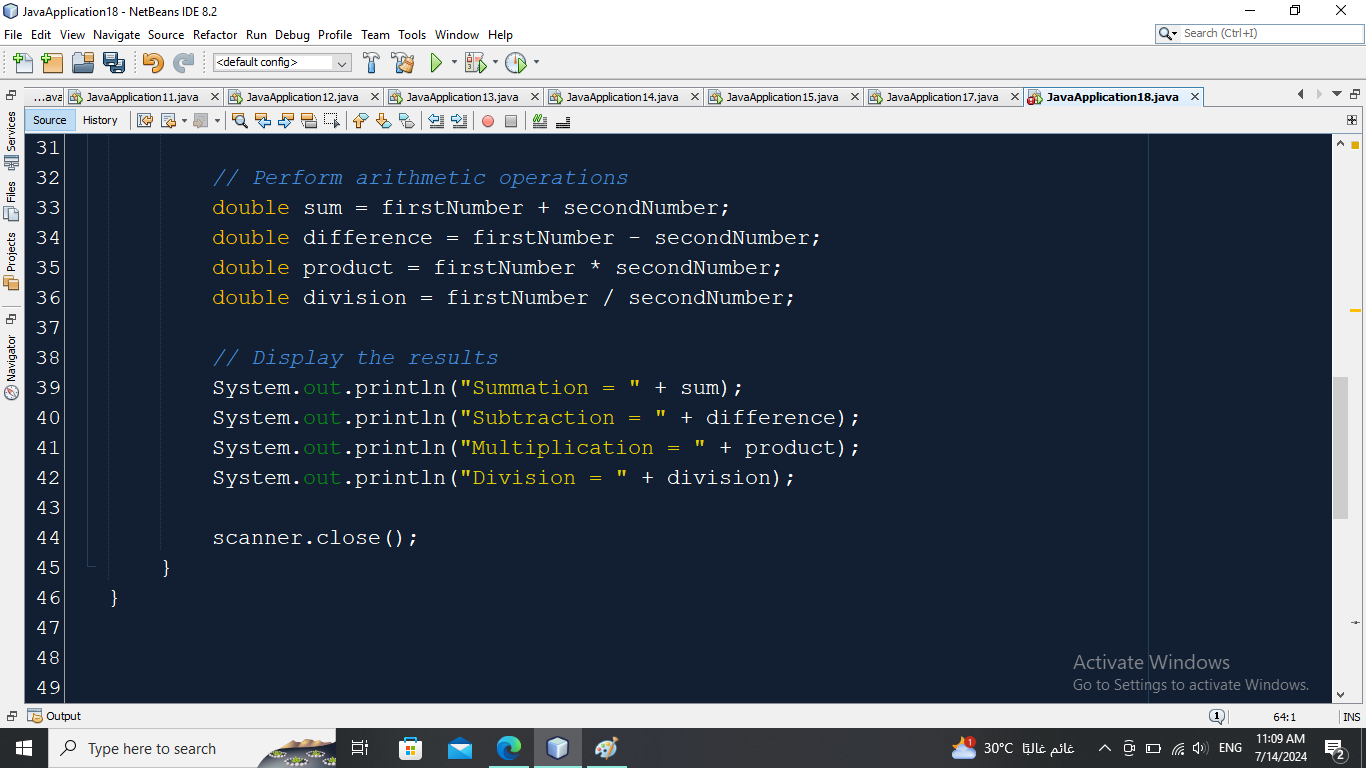 JavaApplication18 - NetBeans IDE 8.2
File Edit View Navigate Source Refactor Run Debug Profile Team Tools Window Help
Search (Ctrl+I)
<default config>
...ava JavaApplication11.java JavaApplication12.java JavaApplication13.java JavaApplication14.java JavaApplication15.java JavaApplication17.java JavaApplication18.java
Source History
Services
Files
Projects
Navigator
31
32 // Perform arithmetic operations
33 double sum = firstNumber + secondNumber;
34 double difference = firstNumber - secondNumber;
35 double product = firstNumber * secondNumber;
36 double division = firstNumber / secondNumber;
37
38 // Display the results
39 System.out.println("Summation = " + sum);
40 System.out.println("Subtraction = " + difference);
41 System.out.println("Multiplication = " + product);
42 System.out.println("Division = " + division);
43
44 scanner.close();
45 }
46 }
47
48
49
Activate Windows
Go to Settings to activate Windows.
Output
1 64:1 INS
Type here to search
1 30°C غائم غالبًا ENG 11:09 AM
7/14/2024
2